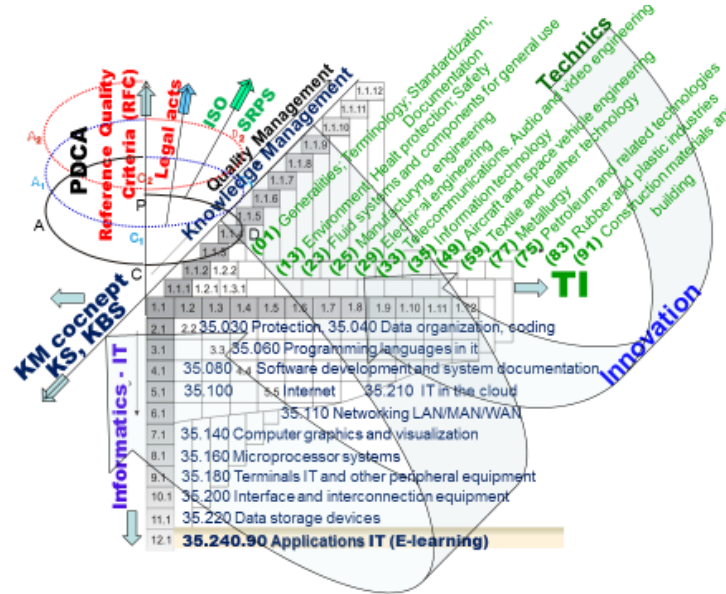 Technics
Innovation
TI
PDCA
Reference Quality
Criteria (RFC)
Legal acts
ISO
SRPS
Quality Management
Knowledge Management
A₂
A₁
A
D₂
C₂
C₁
P
D
C
KM cocnept
KS, KBS
Informatics - IT
(01) Generalities; Terminology; Standardization;
Documentation
(13) Environment. Healt protection; Safety
(23) Fluid systems and components for general use
(25) Manufacturyng engineering
(29) Electrical engineering
(33) Telecommunications. Audio and video engineering
(35) Information technology
(49) Aircraft and space vehicle engineering
(59) Textile and leather technology
(77) Metallurgy
(75) Petroleum and related technologies
(83) Rubber and plastic industries
(91) Construction materials and
building
1.1.12
1.1.11
1.1.10
1.1.9
1.1.8
1.1.7
1.1.6
1.1.5
1.1.3
1.1.2 1.2.2
1.1.1 1.2.1 1.3.1
1.1 1.2 1.3 1.4 1.5 1.6 1.7 1.8 1.9 1.10 1.11 1.12
2.1 2.2 35.030 Protection, 35.040 Data organization, coding
3.1 3.3 35.060 Programming languages in it
4.1 35.080 4.4 Software development and system documentation
5.1 35.100 5.5 Internet 35.210 IT in the cloud
6.1 35.110 Networking LAN/MAN/WAN
7.1 35.140 Computer graphics and visualization
8.1 35.160 Microprocessor systems
9.1 35.180 Terminals IT and other peripheral equipment
10.1 35.200 Interface and interconnection equipment
11.1 35.220 Data storage devices
12.1 35.240.90 Applications IT (E-learning)